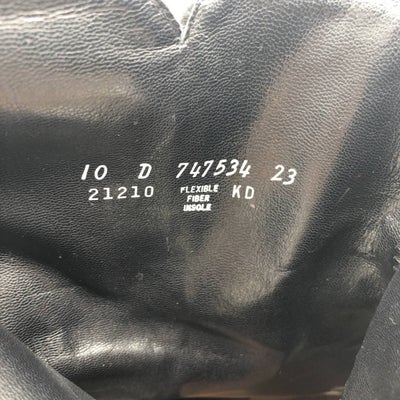 10 D 747534 23
21210 FLEXIBLE FIBER INSOLE KD